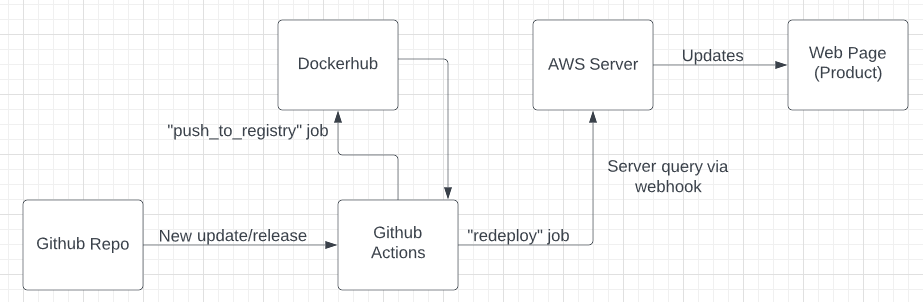 Dockerhub
AWS Server
Updates
Web Page
(Product)
"push_to_registry" job
Server query via
webhook
Github Repo
New update/release
Github
Actions
"redeploy" job